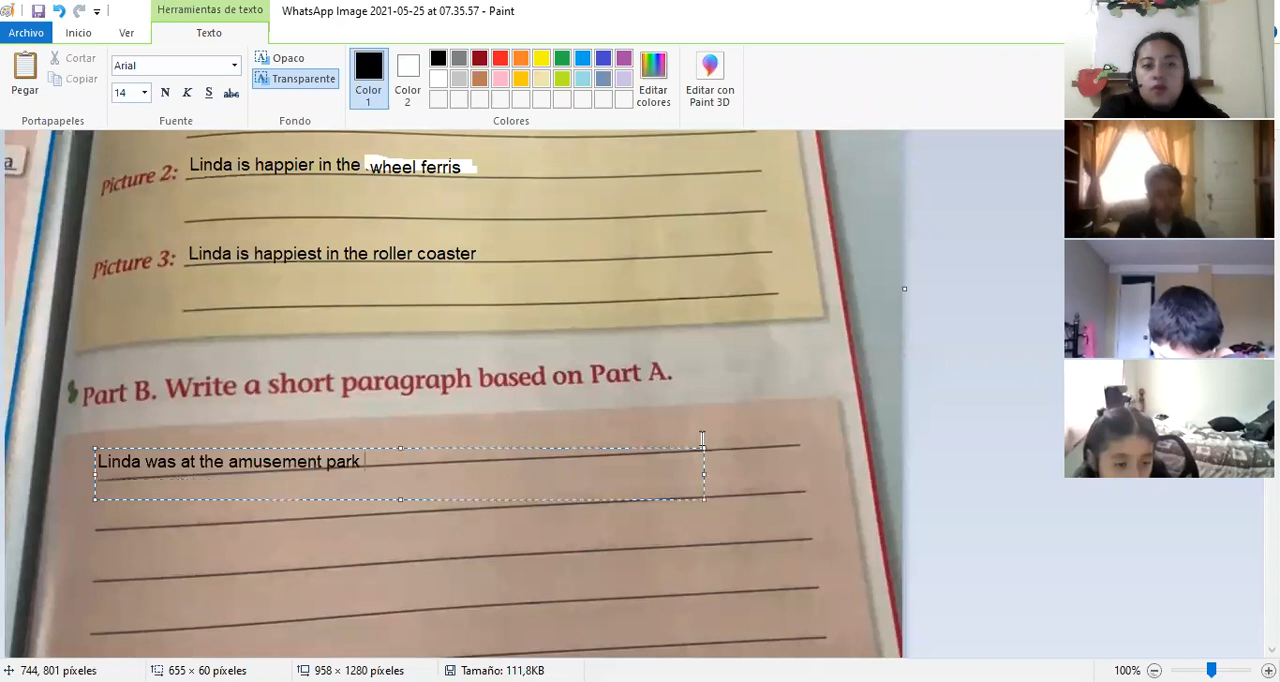 Herramientas de texto
WhatsApp Image 2021-05-25 at 07.35.57 - Paint
Archivo
Inicio
Ver
Texto
Pegar
Cortar
Copiar
Portapapeles
Arial
14
N K S abc
Fuente
Opaco
Transparente
Fondo
Color 1
Color 2
Editar colores
Editar con Paint 3D
Colores
a
Picture 2: Linda is happier in the wheel ferris
Picture 3: Linda is happiest in the roller coaster
Part B. Write a short paragraph based on Part A.
Linda was at the amusement park
744, 801 píxeles
655 × 60 píxeles
958 × 1280 píxeles
Tamaño: 111,8KB
100%